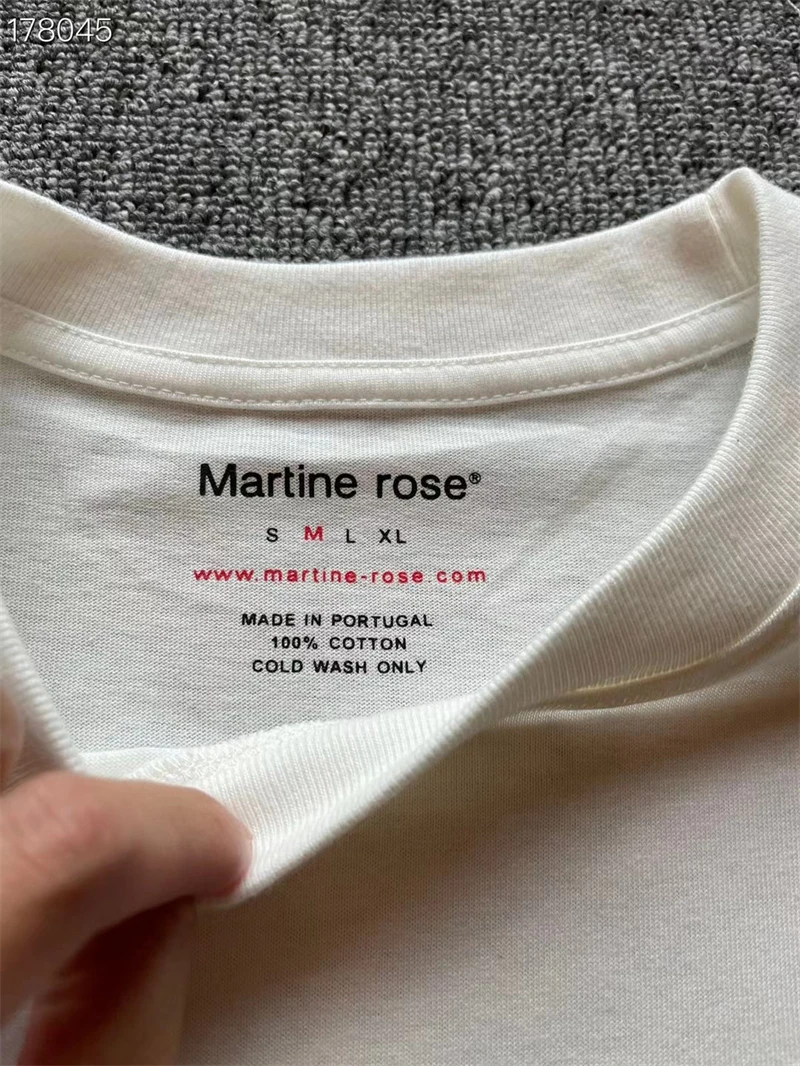 178045
Martine rose®
S M L XL
www.martine-rose.com
MADE IN PORTUGAL
100% COTTON
COLD WASH ONLY